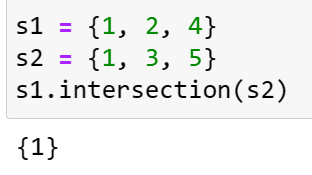 s1 = {1, 2, 4}
s2 = {1, 3, 5}
s1.intersection(s2)
{1}